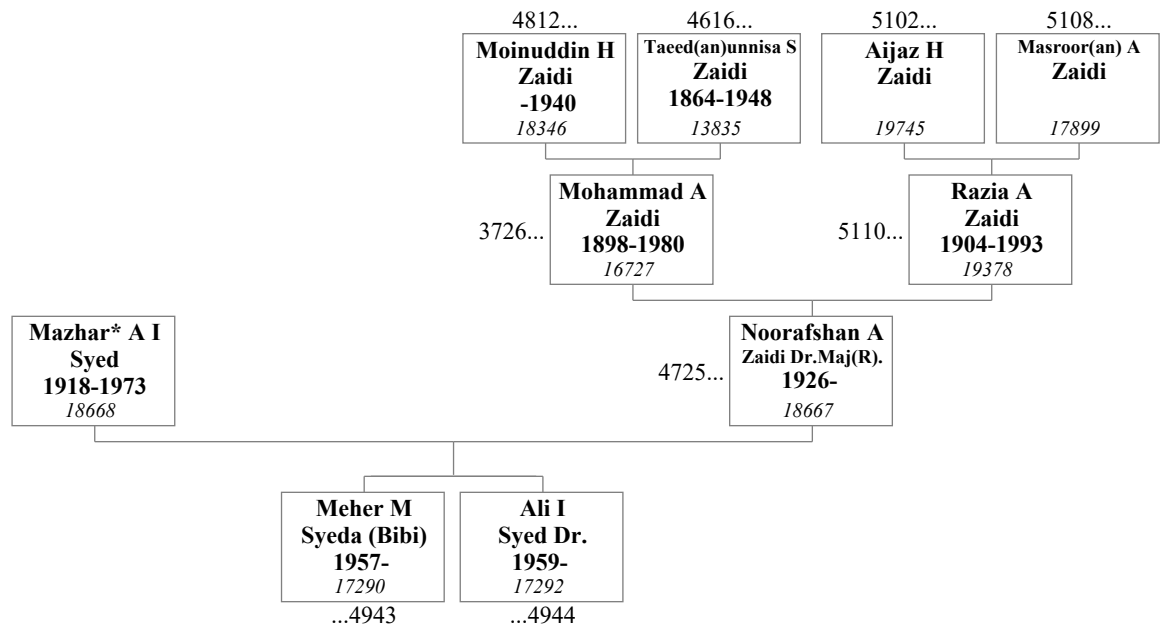 4812...
4616...
5102...
5108...
Moinuddin H
Zaidi
-1940
18346
Taeed(an)unnisa S
Zaidi
1864-1948
13835
Aijaz H
Zaidi
19745
Masroor(an) A
Zaidi
17899
3726...
Mohammad A
Zaidi
1898-1980
16727
5110...
Razia A
Zaidi
1904-1993
19378
Mazhar* A I
Syed
1918-1973
18668
4725...
Noorafshan A
Zaidi Dr.Maj(R).
1926-
18667
Meher M
Syeda (Bibi)
1957-
17290
...4943
Ali I
Syed Dr.
1959-
17292
...4944